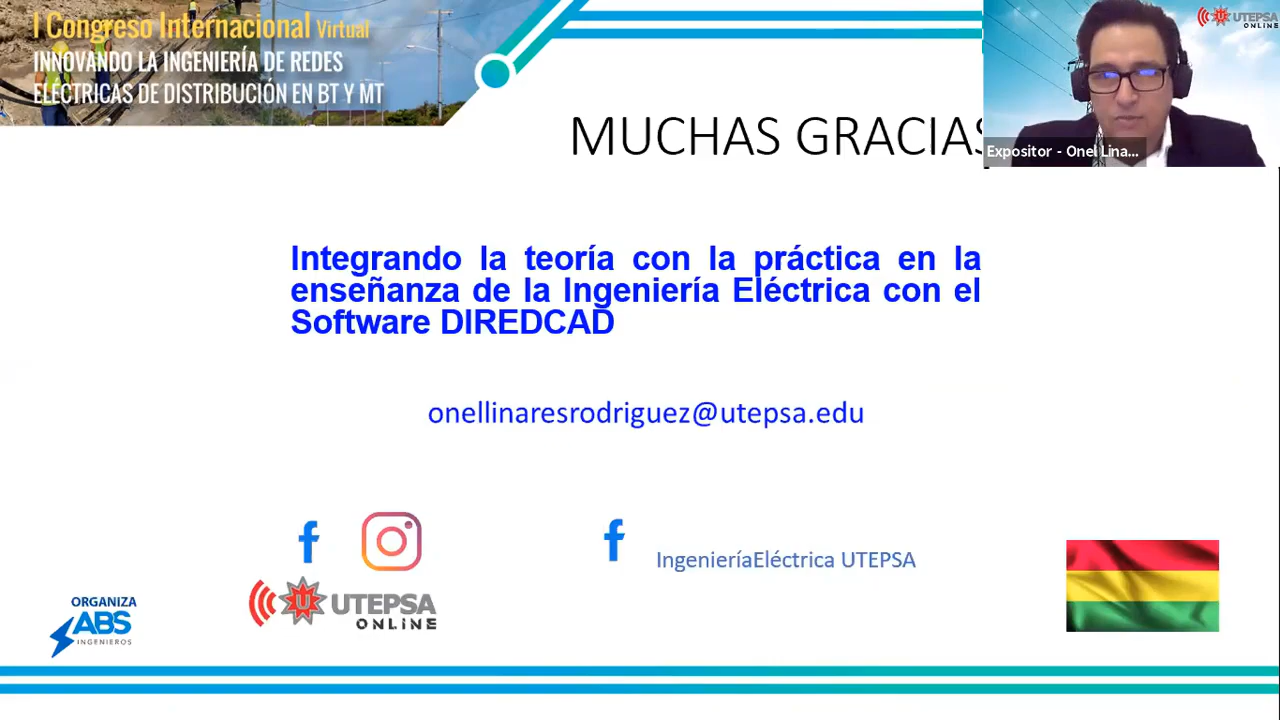 I Congreso Internacional Virtual
INNOVANDO LA INGENIERÍA DE REDES
ELÉCTRICAS DE DISTRIBUCIÓN EN BT Y MT
UTEPSA
ONLINE
MUCHAS GRACIAS
Expositor - Onel Lina...
Integrando la teoría con la práctica en la
enseñanza de la Ingeniería Eléctrica con el
Software DIREDCAD
onellinaresrodriguez@utepsa.edu
IngenieríaEléctrica UTEPSA
ORGANIZA
ABS
INGENIEROS
U UTEPSA
ONLINE